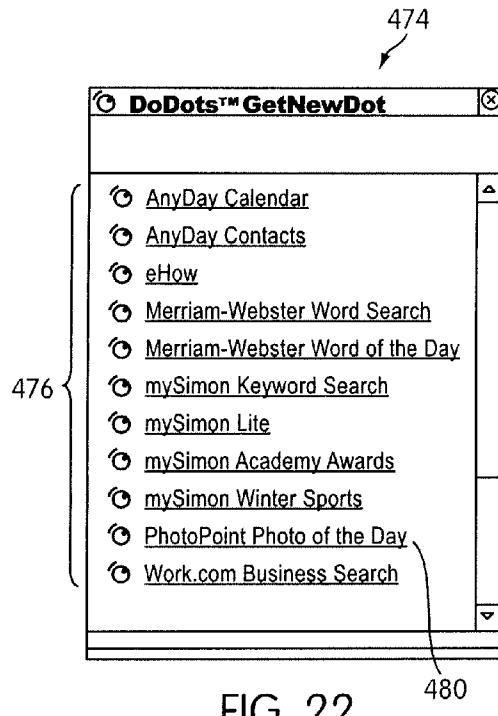 474
DoDots™ GetNewDot
AnyDay Calendar
AnyDay Contacts
eHow
Merriam-Webster Word Search
Merriam-Webster Word of the Day
476
mySimon Keyword Search
mySimon Lite
mySimon Academy Awards
mySimon Winter Sports
PhotoPoint Photo of the Day
Work.com Business Search
480
FIG. 22